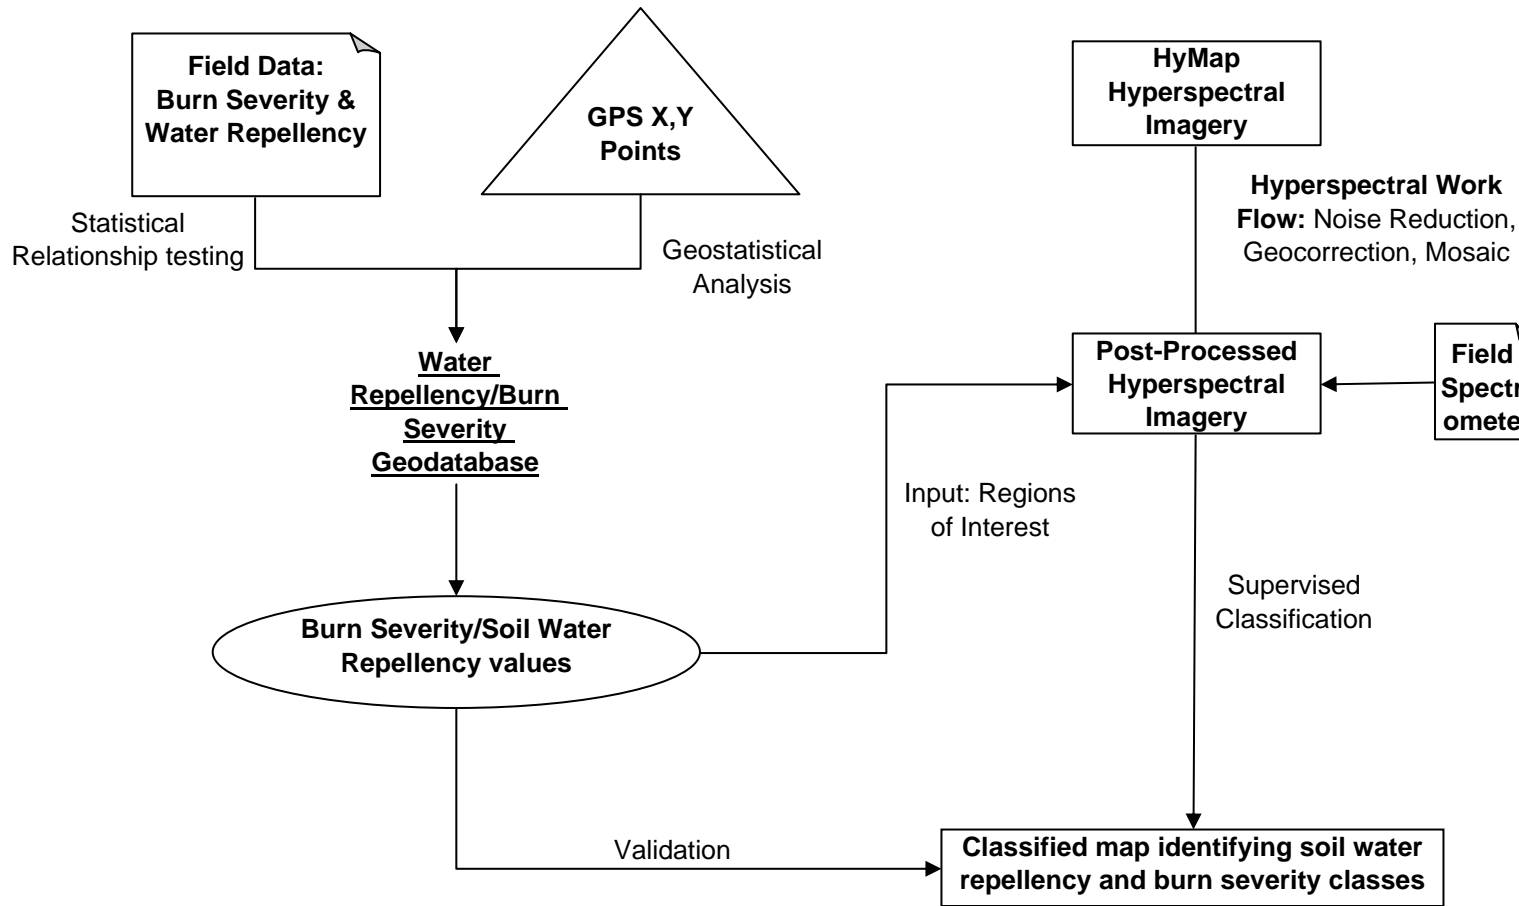 Field Data:
Burn Severity &
Water Repellency
GPS X,Y
Points
HyMap
Hyperspectral
Imagery
Statistical
Relationship testing
Geostatistical
Analysis
Hyperspectral Work
Flow: Noise Reduction,
Geocorrection, Mosaic
Water
Repellency/Burn
Severity
Geodatabase
Post-Processed
Hyperspectral
Imagery
Field
Spectr
omete
Input: Regions
of Interest
Burn Severity/Soil Water
Repellency values
Supervised
Classification
Validation
Classified map identifying soil water
repellency and burn severity classes